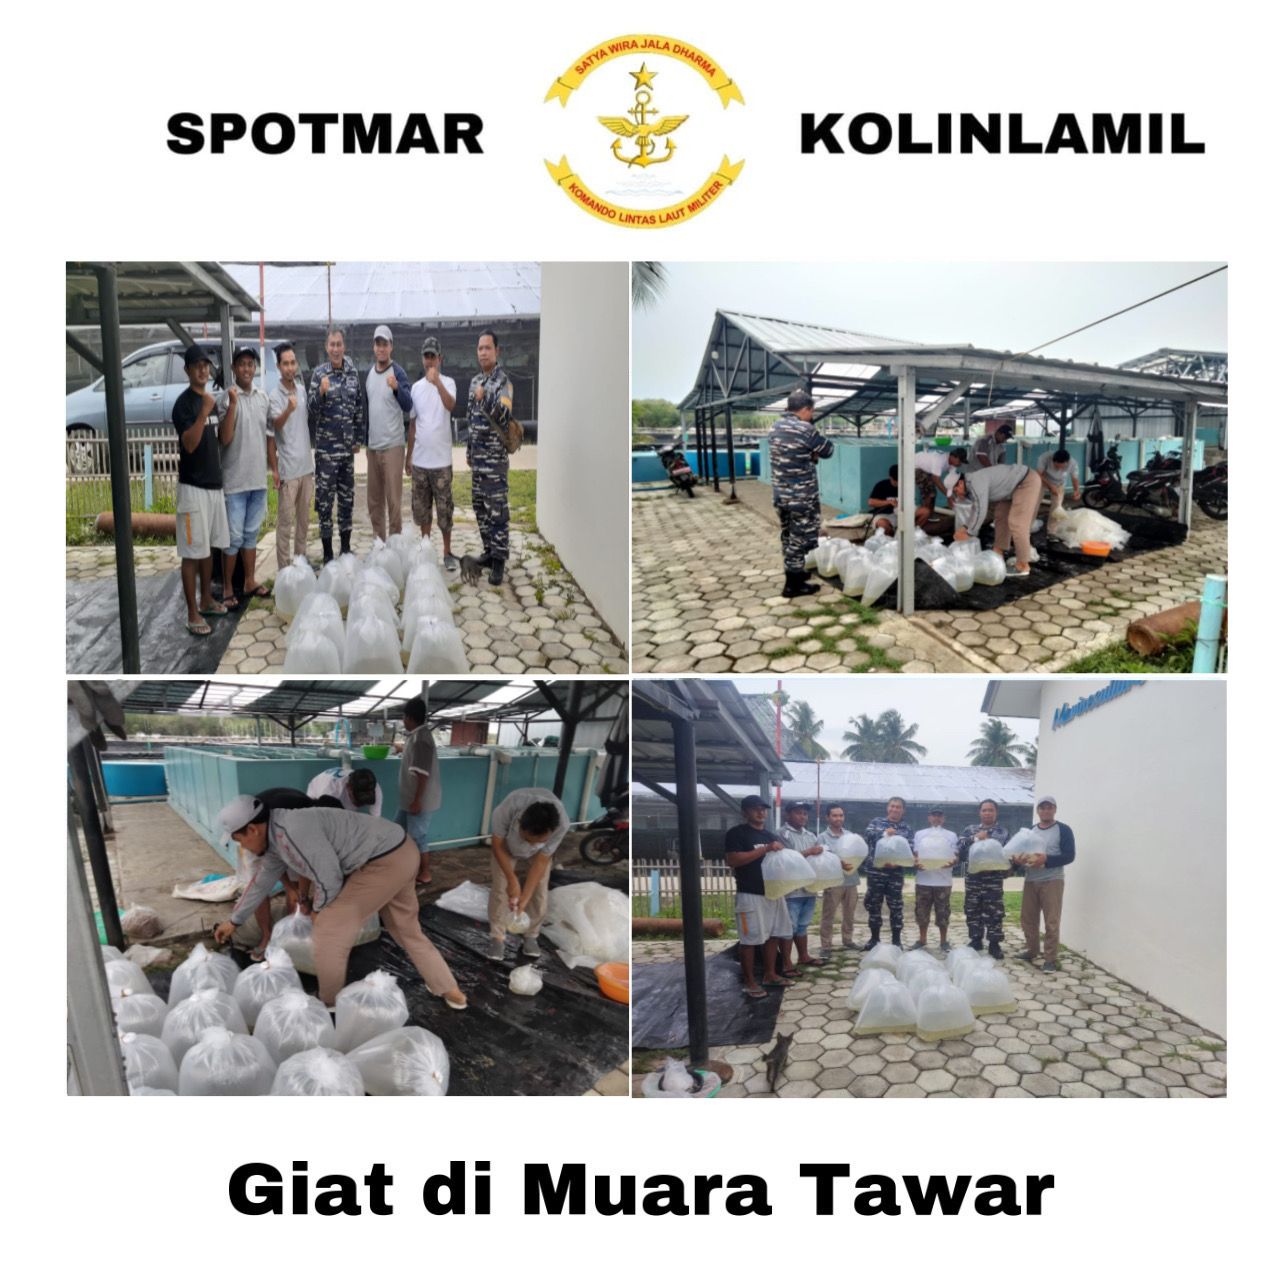 SATYA WIRA JALA DHARMA
SPOTMAR
KOLINLAMIL
KOMANDO LINTAS LAUT MILITER
Giat di Muara Tawar